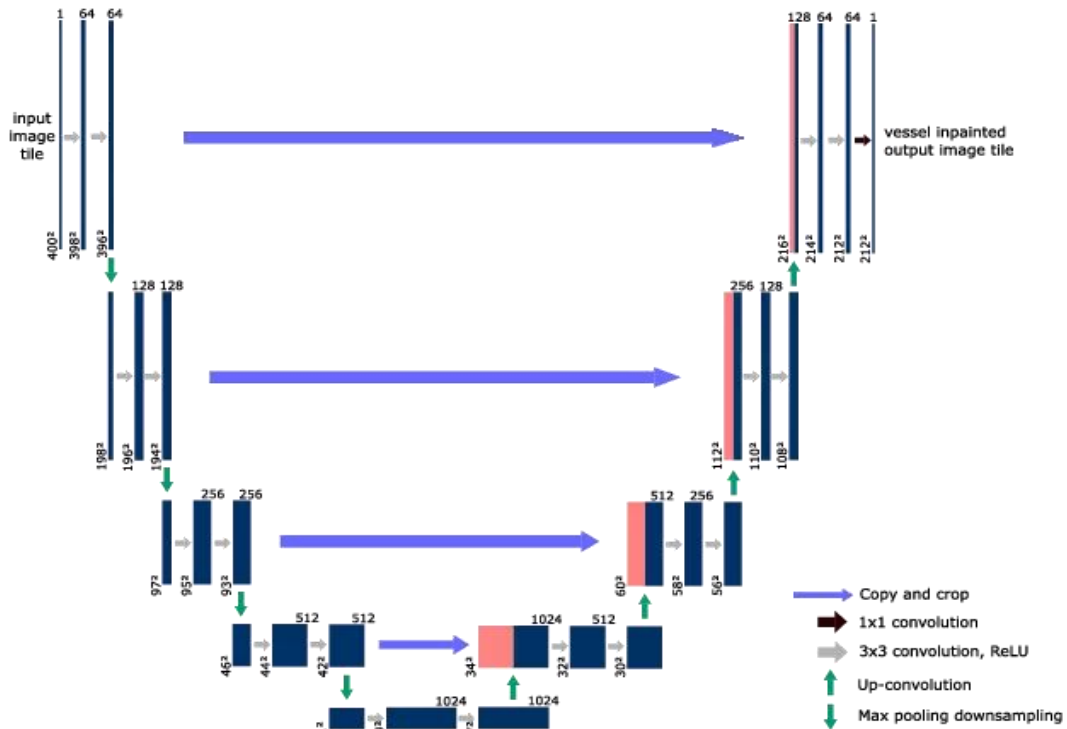 1 64 64
128 64 64 1
input
image
tile
vessel inpainted
output image tile
400² 398² 396²
216² 214² 212² 212²
128 128
256 128
198² 196² 194²
112² 110² 108²
256 256
512 256
97² 95² 93²
60² 58² 56²
512 512
1024 512
46² 44² 42²
34² 32² 30²
1024 1024
Copy and crop
1x1 convolution
3x3 convolution, ReLU
Up-convolution
Max pooling downsampling